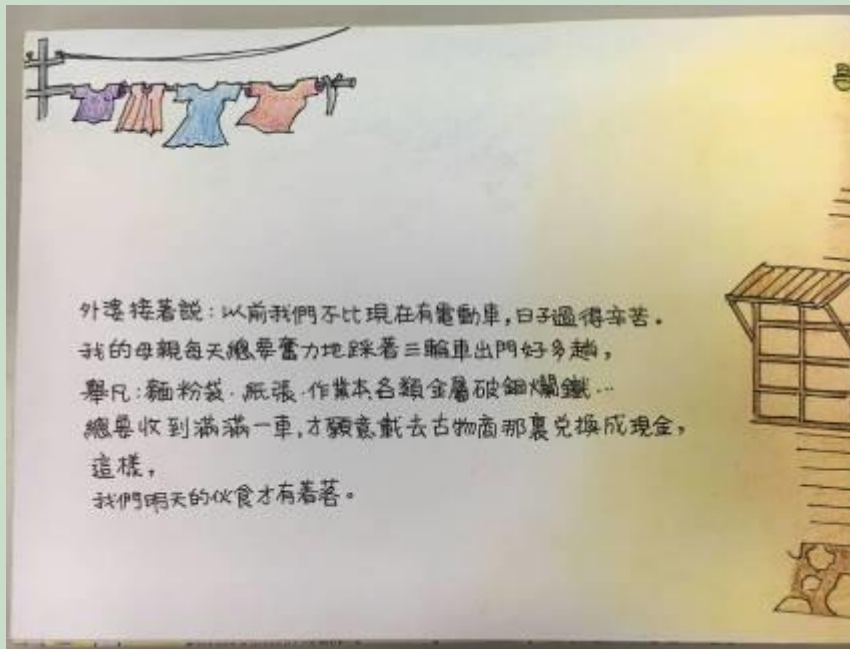 外婆接著說：以前我們不比現在有電動車，日子過得辛苦。
我的母親每天總要奮力地踩着三輪車出門好多趟，
舉凡：麵粉袋．紙張．作業本各類金屬破銅爛鐵…
總要收到滿滿一車，才願意載去古物商那裏兌換成現金，
這樣，
我們明天的伙食才有着落。